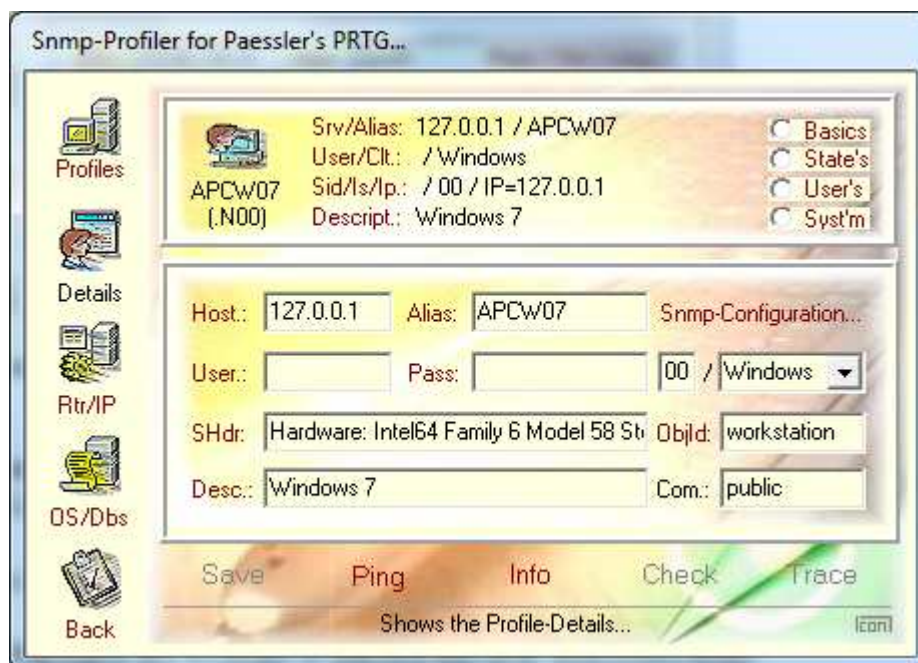 Snmp-Profiler for Paessler's PRTG...
Profiles
Details
Rtr/IP
OS/Dbs
Back
APCW07
(.N00)
Srv/Alias: 127.0.0.1 / APCW07
User/Clt.: / Windows
Sid/Is/Ip.: / 00 / IP=127.0.0.1
Descript.: Windows 7
Basics
State's
User's
Syst'm
Host.: 127.0.0.1 Alias: APCW07 Snmp-Configuration...
User.: Pass: 00 / Windows
SHdr: Hardware: Intel64 Family 6 Model 58 Ste ObjId: workstation
Desc.: Windows 7 Com.: public
Save Ping Info Check Trace
Shows the Profile-Details... Icon